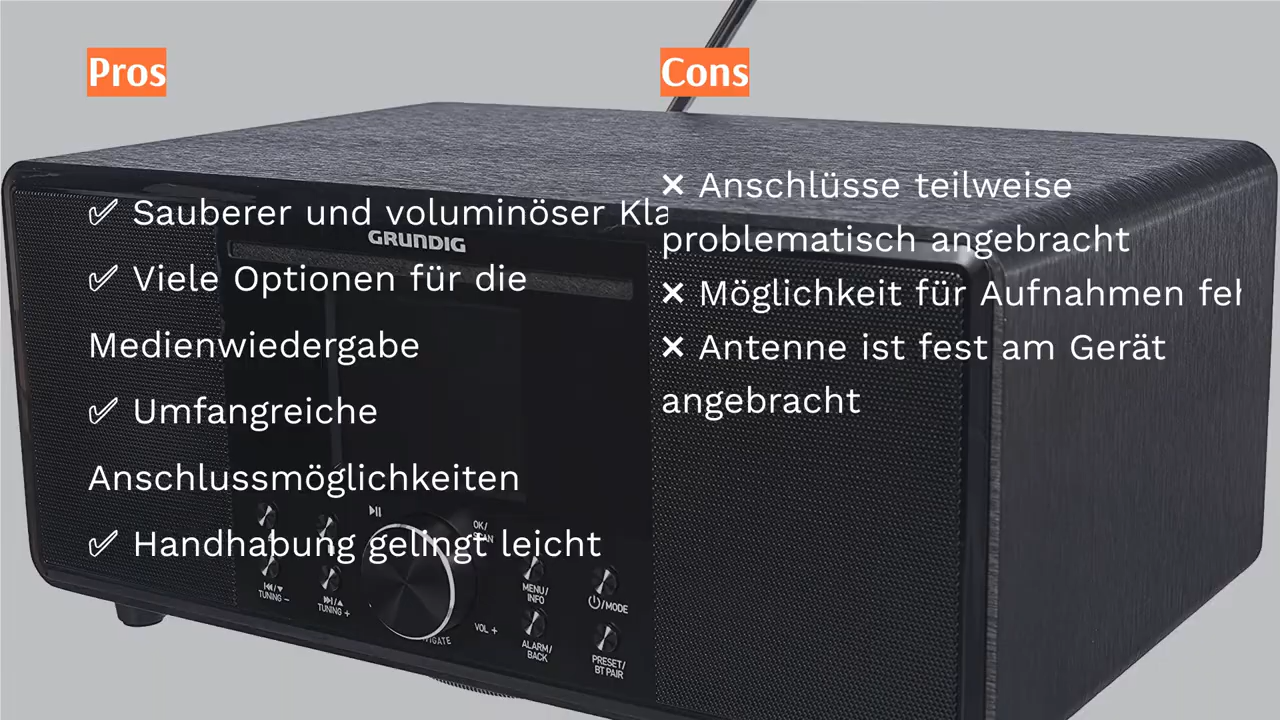 Pros
✓ Sauberer und voluminöser Kla
✓ Viele Optionen für die
Medienwiedergabe
✓ Umfangreiche
Anschlussmöglichkeiten
✓ Handhabung gelingt leicht
Cons
× Anschlüsse teilweise
problematisch angebracht
× Möglichkeit für Aufnahmen feh
× Antenne ist fest am Gerät
angebracht
GRUNDIG
OK/
TUNING –
TUNING +
VOL +
MENU/
INFO
/MODE
ALARM/
BACK
PRESET/
BT PAIR